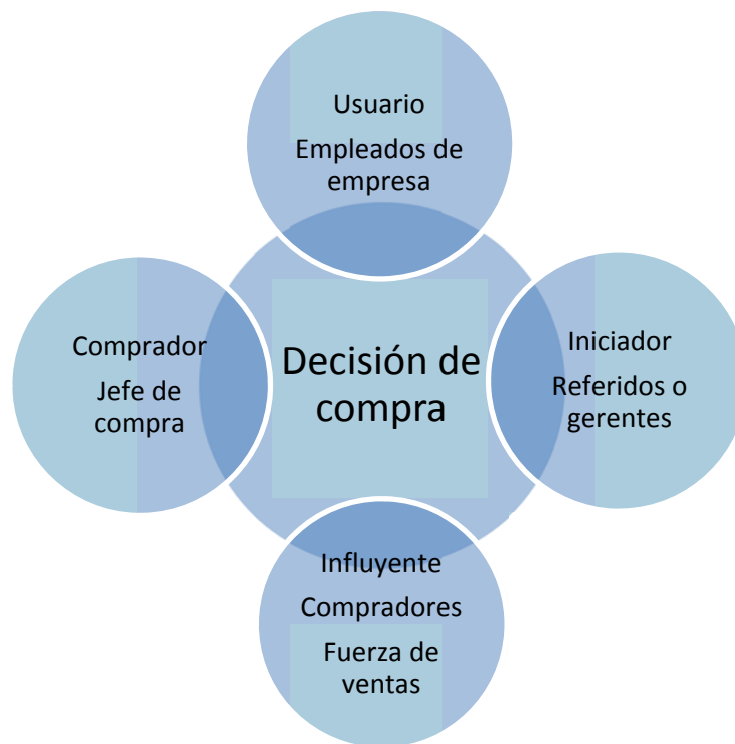 Usuario
Empleados de
empresa
Comprador
Jefe de
compra
Decisión de
compra
Iniciador
Referidos o
gerentes
Influyente
Compradores
Fuerza de
ventas